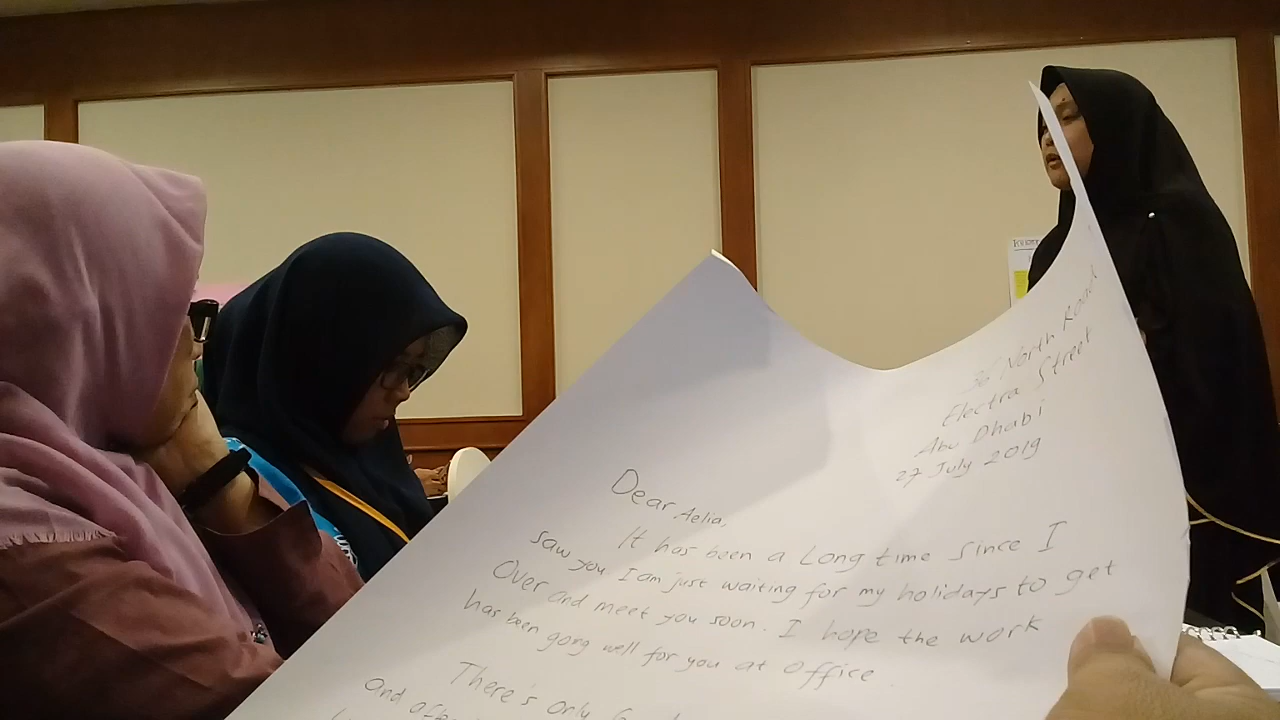 36 North Road
Electra Street
Abu Dhabi
27 July 2019
Dear Aelia,
It has been a Long time Since I
saw you I am just waiting for my holidays to get
Over and meet you soon. I hope the work
has been gong well for you at office.
There's only
and